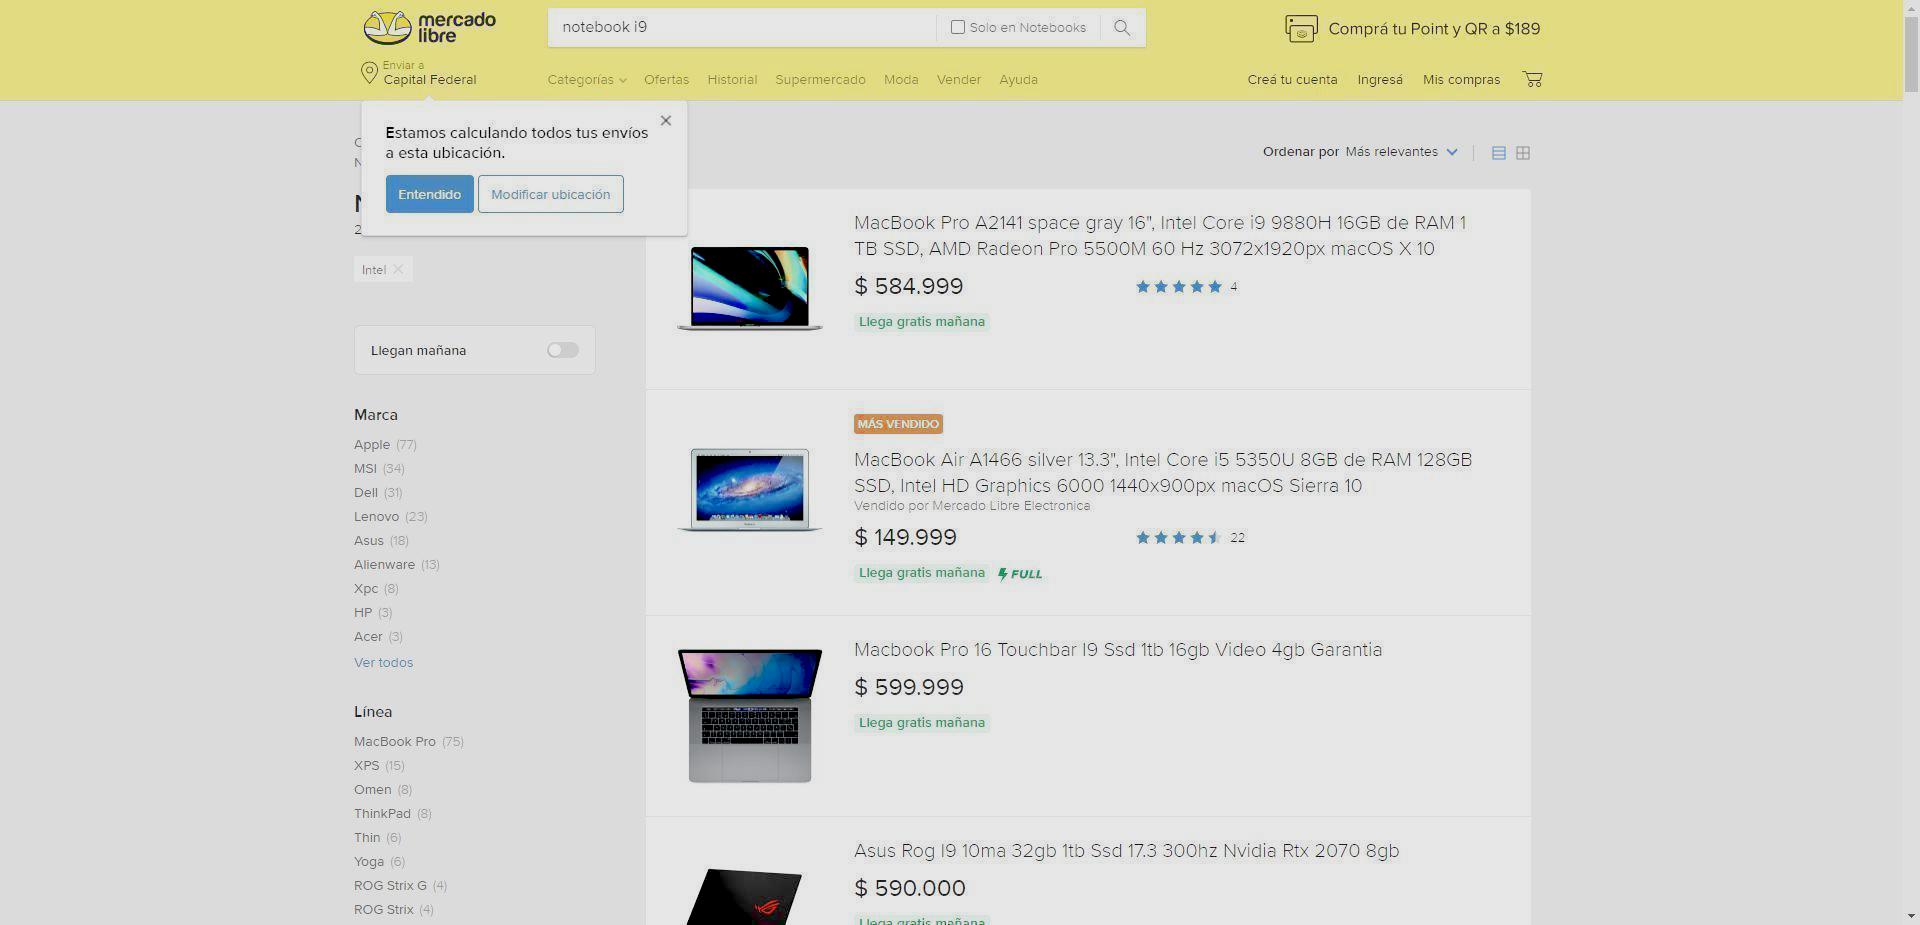 mercado
libre
notebook i9
Solo en Notebooks
Comprá tu Point y QR a $189
Enviar a
Capital Federal
Categorías
Ofertas
Historial
Supermercado
Moda
Vender
Ayuda
Creá tu cuenta
Ingresá
Mis compras
Estamos calculando todos tus envíos
a esta ubicación.
Entendido
Modificar ubicación
Ordenar por Más relevantes
Intel
Llegan mañana
Marca
Apple (77)
MSI (34)
Dell (31)
Lenovo (23)
Asus (18)
Alienware (13)
Xpc (8)
HP (3)
Acer (3)
Ver todos
Línea
MacBook Pro (75)
XPS (15)
Omen (8)
ThinkPad (8)
Thin (6)
Yoga (6)
ROG Strix G (4)
ROG Strix (4)
MacBook Pro A2141 space gray 16", Intel Core i9 9880H 16GB de RAM 1
TB SSD, AMD Radeon Pro 5500M 60 Hz 3072x1920px macOS X 10
$ 584.999
4
Llega gratis mañana
MÁS VENDIDO
MacBook Air A1466 silver 13.3", Intel Core i5 5350U 8GB de RAM 128GB
SSD, Intel HD Graphics 6000 1440x900px macOS Sierra 10
Vendido por Mercado Libre Electronica
$ 149.999
22
Llega gratis mañana FULL
Macbook Pro 16 Touchbar I9 Ssd 1tb 16gb Video 4gb Garantia
$ 599.999
Llega gratis mañana
Asus Rog I9 10ma 32gb 1tb Ssd 17.3 300hz Nvidia Rtx 2070 8gb
$ 590.000
Llega gratis mañana